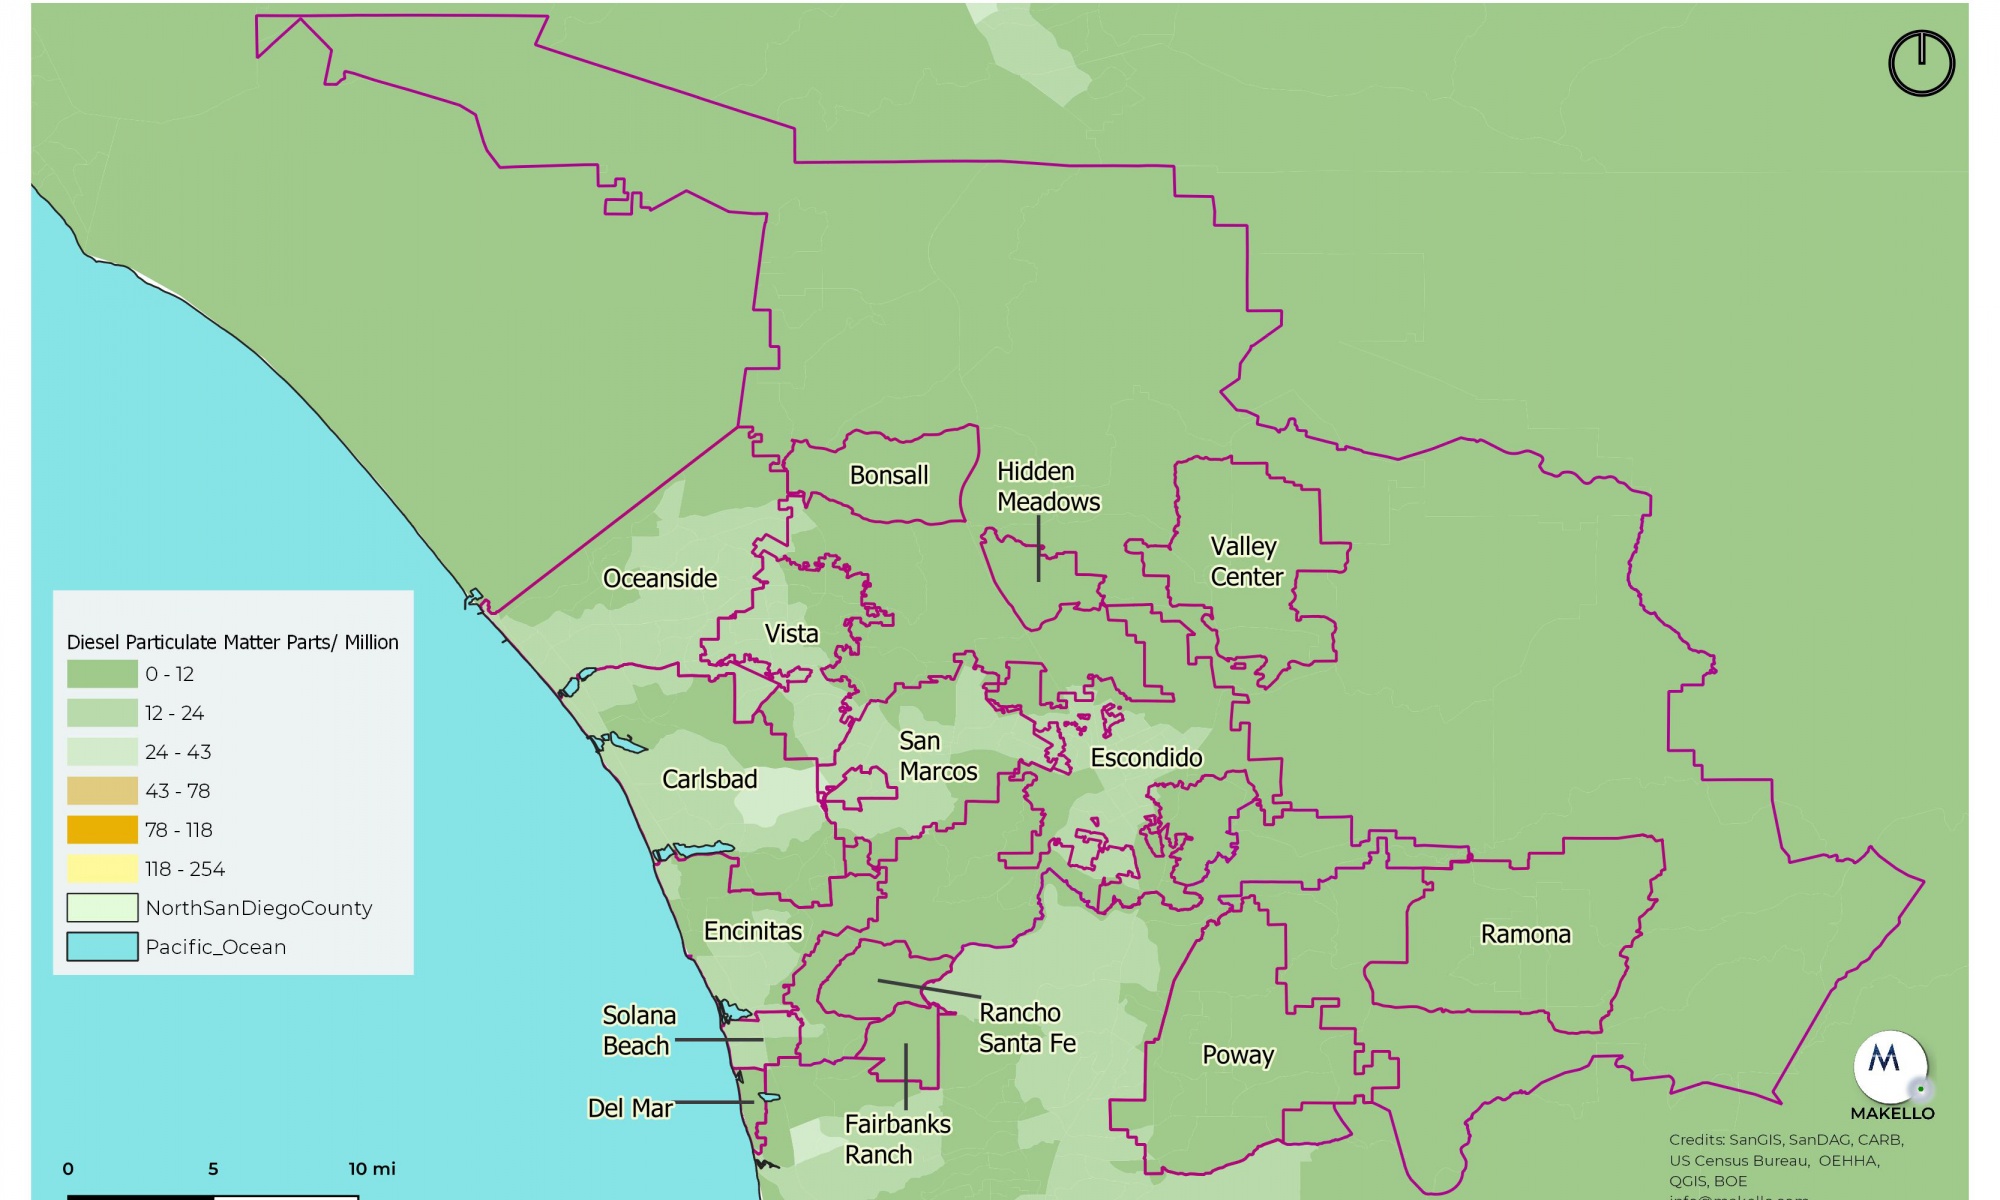 Bonsall
Hidden
Meadows
Valley
Center
Oceanside
Vista
San
Marcos
Escondido
Carlsbad
Encinitas
Ramona
Solana
Beach
Rancho
Santa Fe
Poway
Del Mar
Fairbanks
Ranch
Diesel Particulate Matter Parts/ Million
0 - 12
12 - 24
24 - 43
43 - 78
78 - 118
118 - 254
NorthSanDiegoCounty
Pacific_Ocean
0 5 10 mi
M
MAKELLO
Credits: SanGIS, SanDAG, CARB,
US Census Bureau, OEHHA,
QGIS, BOE